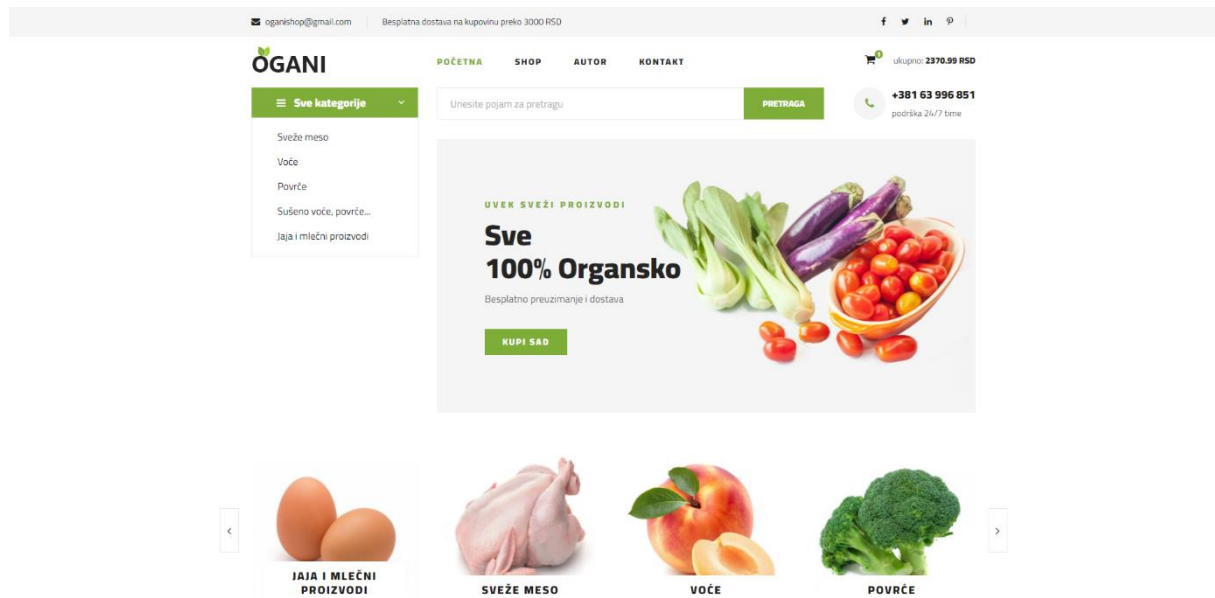 oganishop@gmail.com
Besplatna dostava na kupovinu preko 3000 RSD
OGANI
POČETNA
SHOP
AUTOR
KONTAKT
0
ukupno: 2370.99 RSD
Sve kategorije
Unesite pojam za pretragu
PRETRAGA
+381 63 996 851
podrška 24/7 time
Sveže meso
Voće
Povrće
Sušeno voće, povrće...
Jaja i mlečni proizvodi
UVEK SVEŽI PROIZVODI
Sve
100% Organsko
Besplatno preuzimanje i dostava
KUPI SAD
JAJA I MLEČNI
PROIZVODI
SVEŽE MESO
VOĆE
POVRĆE